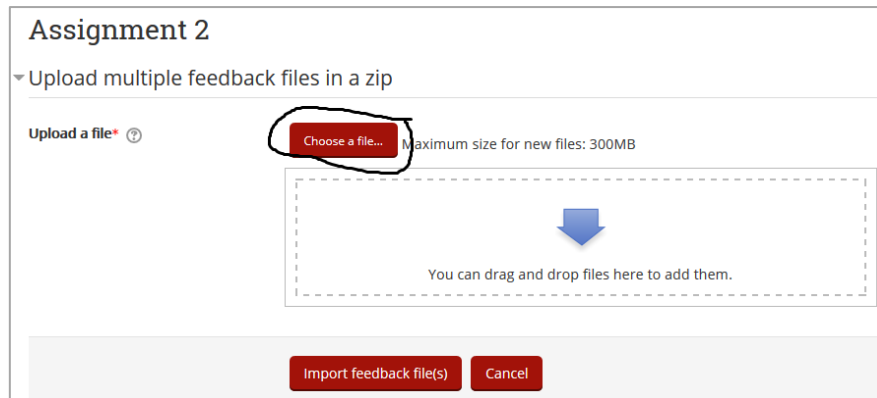 Assignment 2
Upload multiple feedback files in a zip
Upload a file* ?
Choose a file... Maximum size for new files: 300MB
You can drag and drop files here to add them.
Import feedback file(s) Cancel